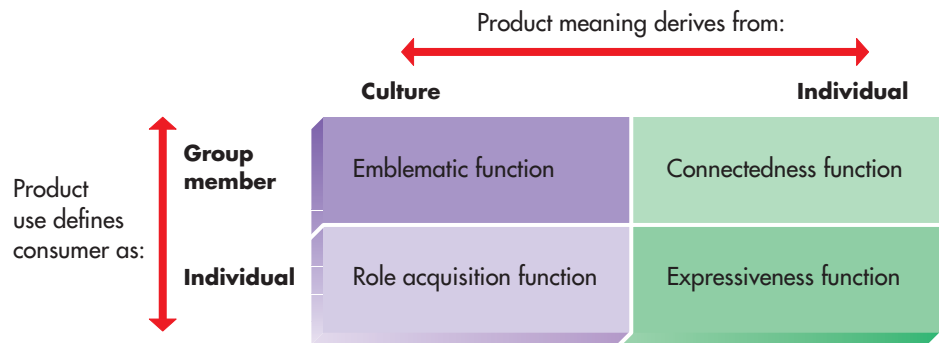 Product meaning derives from:
Culture
Individual
Group
member
Emblematic function
Connectedness function
Product
use defines
consumer as:
Individual
Role acquisition function
Expressiveness function